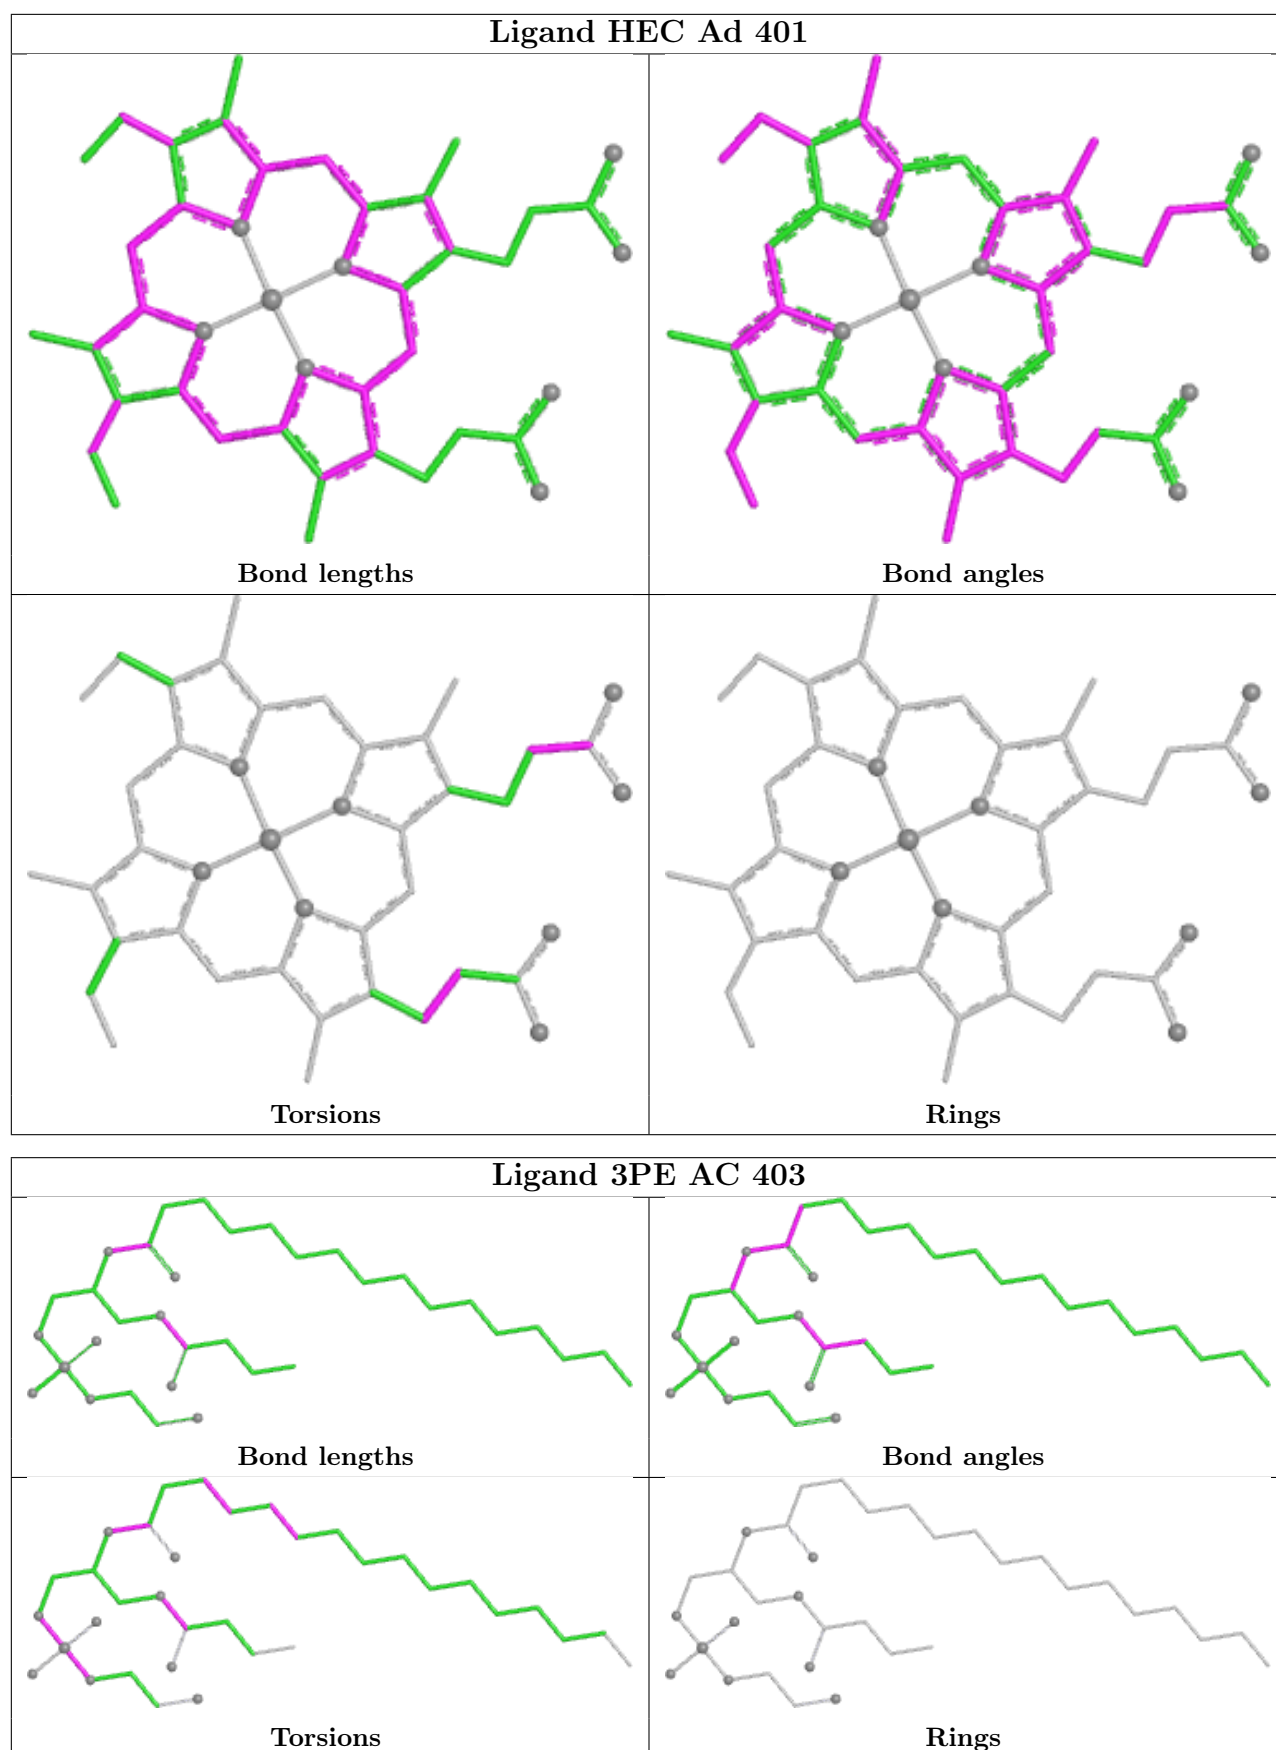 Ligand HEC Ad 401
Bond lengths
Bond angles
Torsions
Rings
Ligand 3PE AC 403
Bond lengths
Bond angles
Torsions
Rings